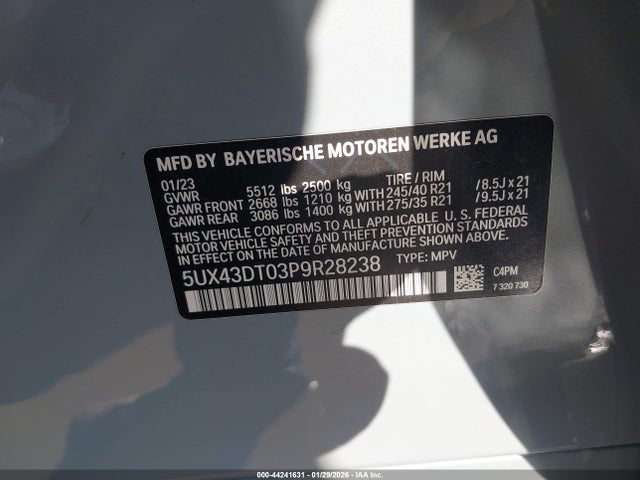 MFD BY BAYERISCHE MOTOREN WERKE AG
01/23 TIRE / RIM
GVWR 5512 lbs 2500 kg
GAWR FRONT 2668 lbs 1210 kg WITH 245/40 R21 / 8.5J x 21
GAWR REAR 3086 lbs 1400 kg WITH 275/35 R21 / 9.5J x 21
THIS VEHICLE CONFORMS TO ALL APPLICABLE U. S. FEDERAL
MOTOR VEHICLE SAFETY, BUMPER, AND THEFT PREVENTION STANDARDS
IN EFFECT ON THE DATE OF MANUFACTURE SHOWN ABOVE.
5UX43DT03P9R28238 TYPE: MPV
C4PM
7 320 730
000-44241631 - 01/29/2026 - IAA Inc.